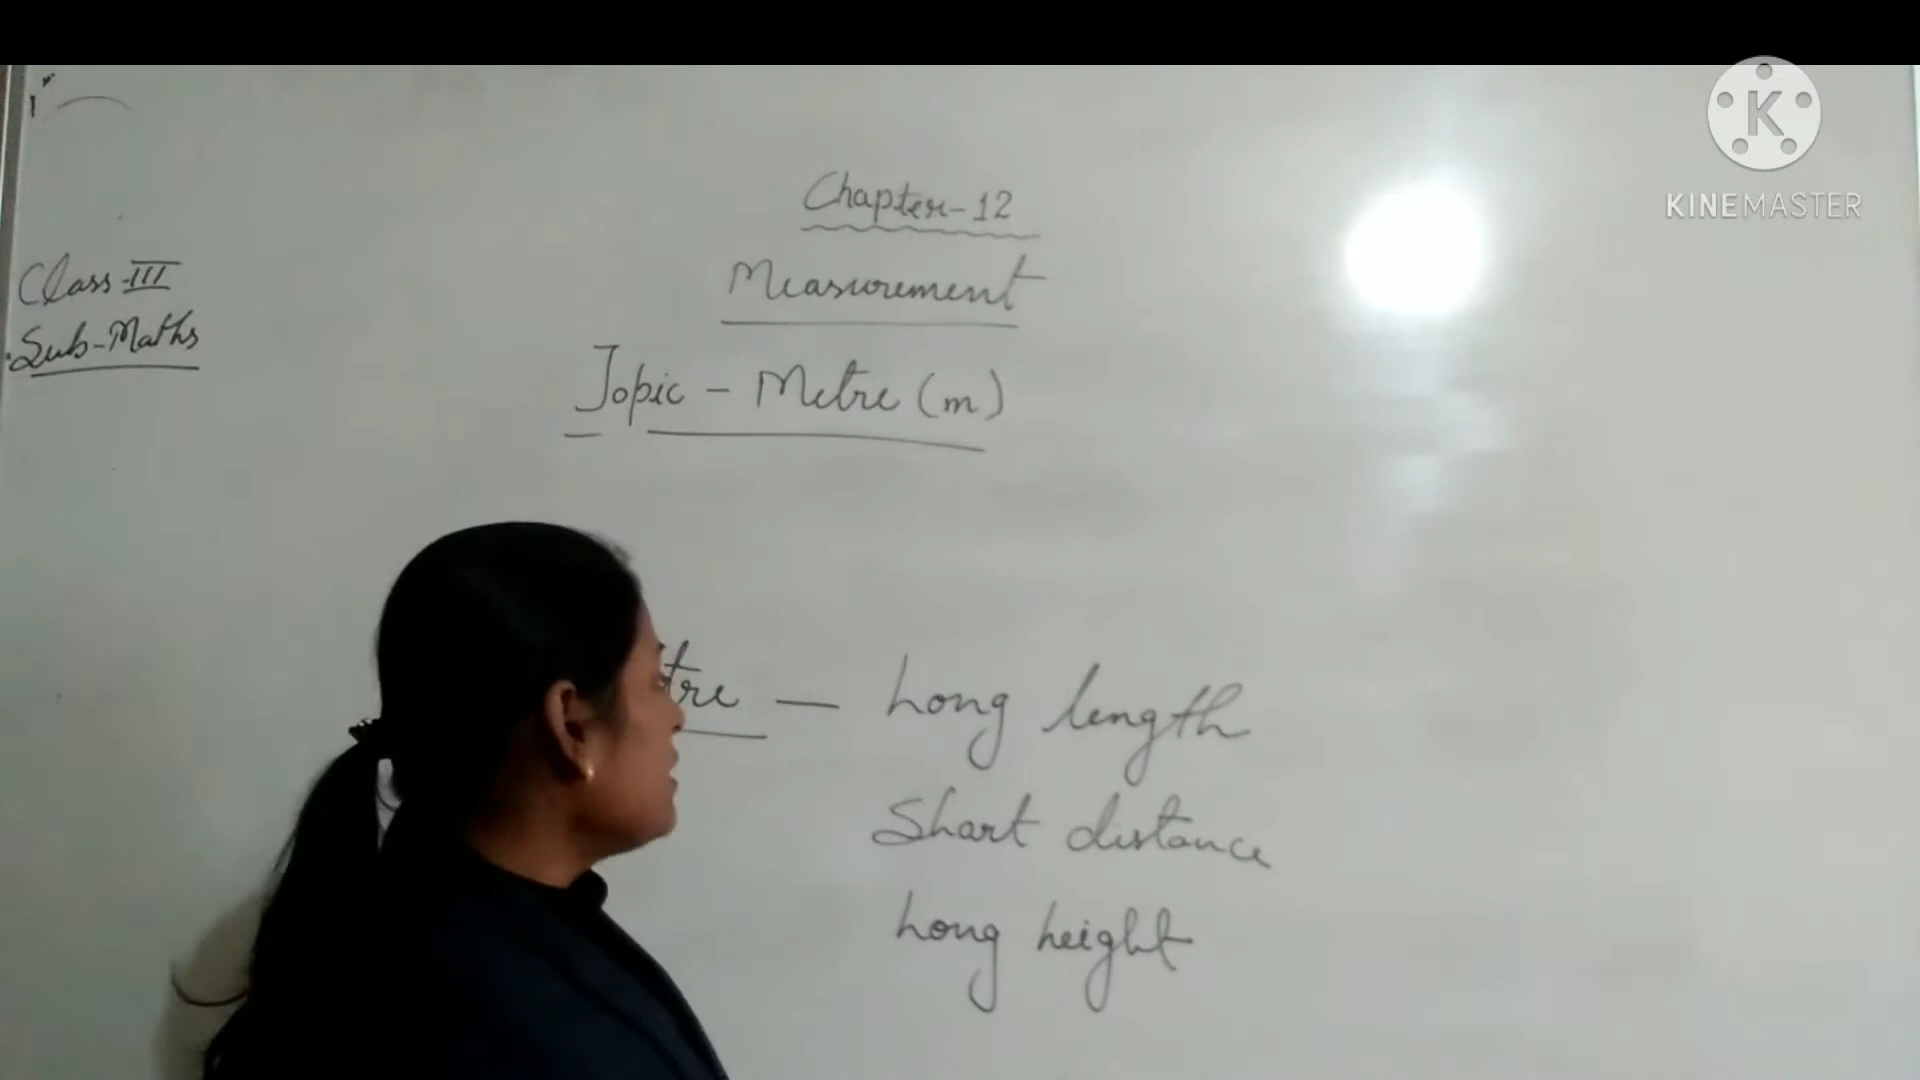 KINEMASTER
Chapter-12
Measurement
Topic - Metre (m)
Class-III
Sub-Maths
tre — Long length
Short distance
Long height